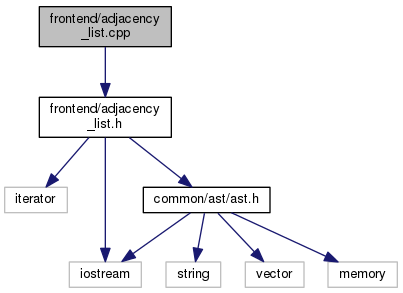 frontend/adjacency
_list.cpp
frontend/adjacency
_list.h
iterator
common/ast/ast.h
iostream
string
vector
memory